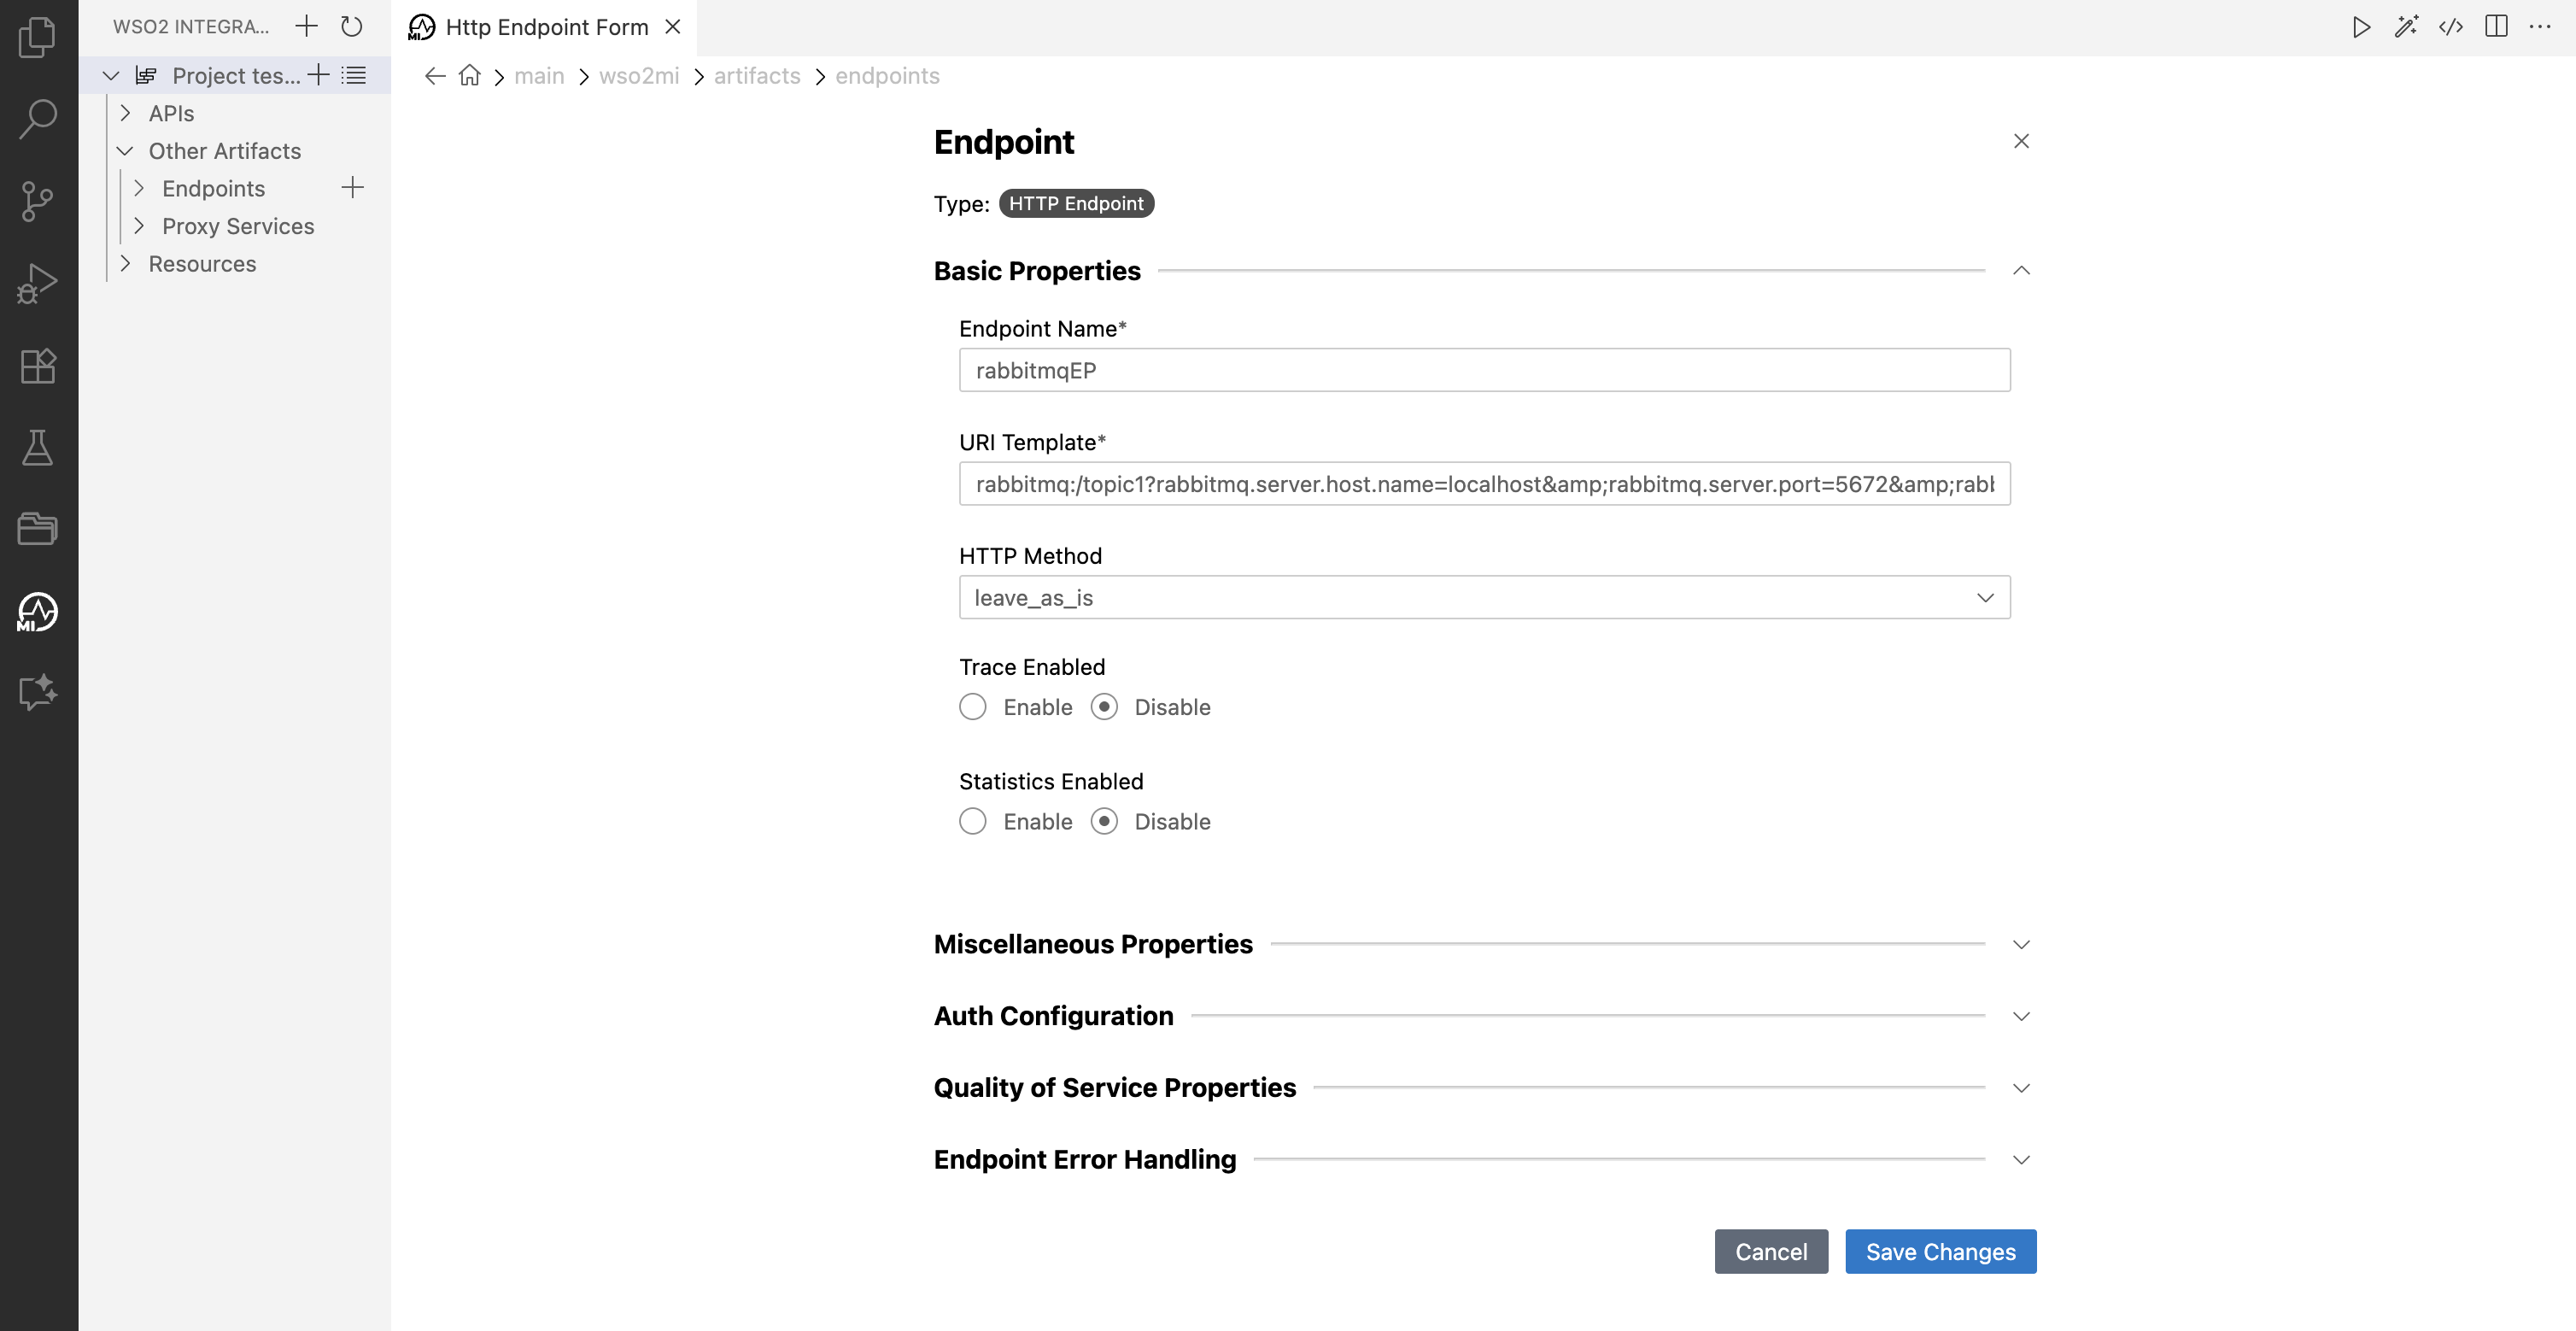 WSO2 INTEGRA...
Project tes...
APIs
Other Artifacts
Endpoints
Proxy Services
Resources
MI
MI Http Endpoint Form
main wso2mi artifacts endpoints
Endpoint
Type: HTTP Endpoint
Basic Properties
Endpoint Name*
rabbitmqEP
URI Template*
rabbitmq:/topic1?rabbitmq.server.host.name=localhost&amp;rabbitmq.server.port=5672&amp;rabb
HTTP Method
leave_as_is
Trace Enabled
Enable Disable
Statistics Enabled
Enable Disable
Miscellaneous Properties
Auth Configuration
Quality of Service Properties
Endpoint Error Handling
Cancel Save Changes